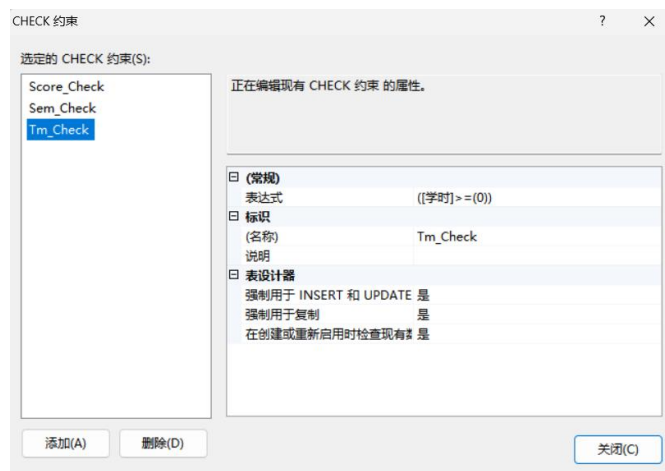 CHECK 约束
? ×
选定的 CHECK 约束(S):
Score_Check
Sem_Check
Tm_Check
正在编辑现有 CHECK 约束 的属性。
(常规)
表达式 ([学时]>=(0))
标识
(名称) Tm_Check
说明
表设计器
强制用于 INSERT 和 UPDATE 是
强制用于复制 是
在创建或重新启用时检查现有 是
添加(A) 删除(D)
关闭(C)